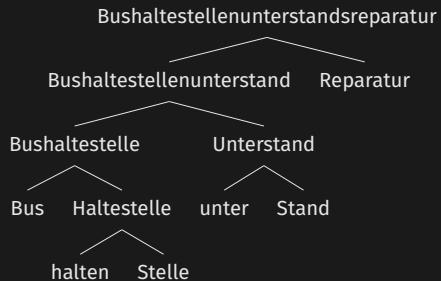 Bushaltestellenunterstandsreparatur
Bushaltestellenunterstand Reparatur
Bushaltestelle Unterstand
Bus Haltestelle unter Stand
halten Stelle